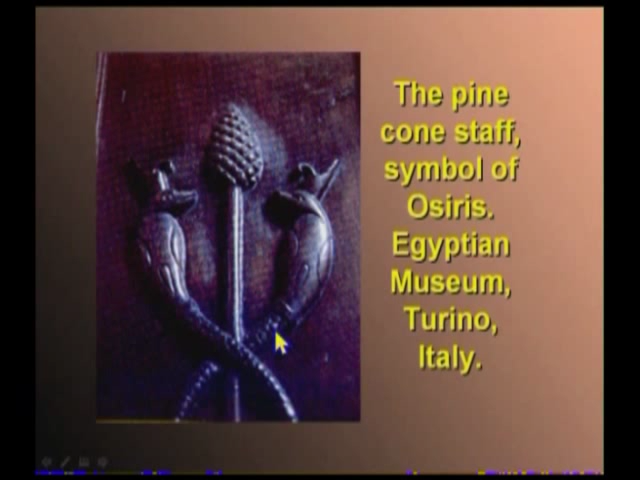 The pine
cone staff,
symbol of
Osiris.
Egyptian
Museum,
Turino,
Italy.